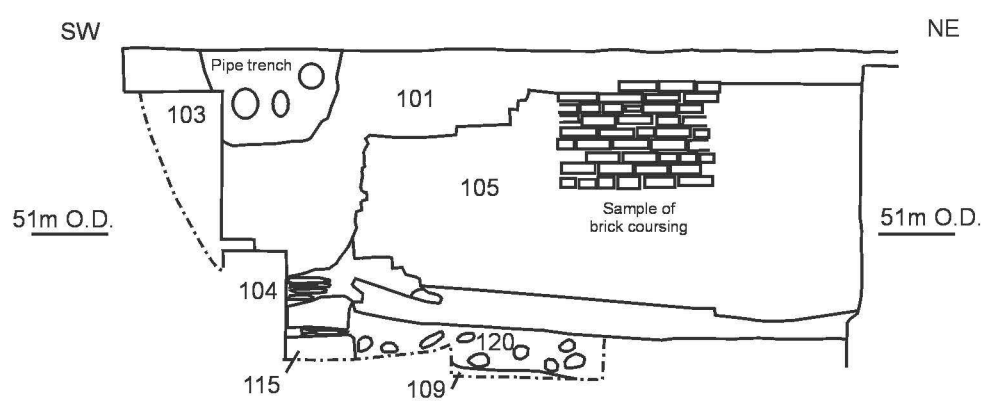 SW
NE
Pipe trench
101
103
105
Sample of
brick coursing
51m O.D.
51m O.D.
104
120
115
109